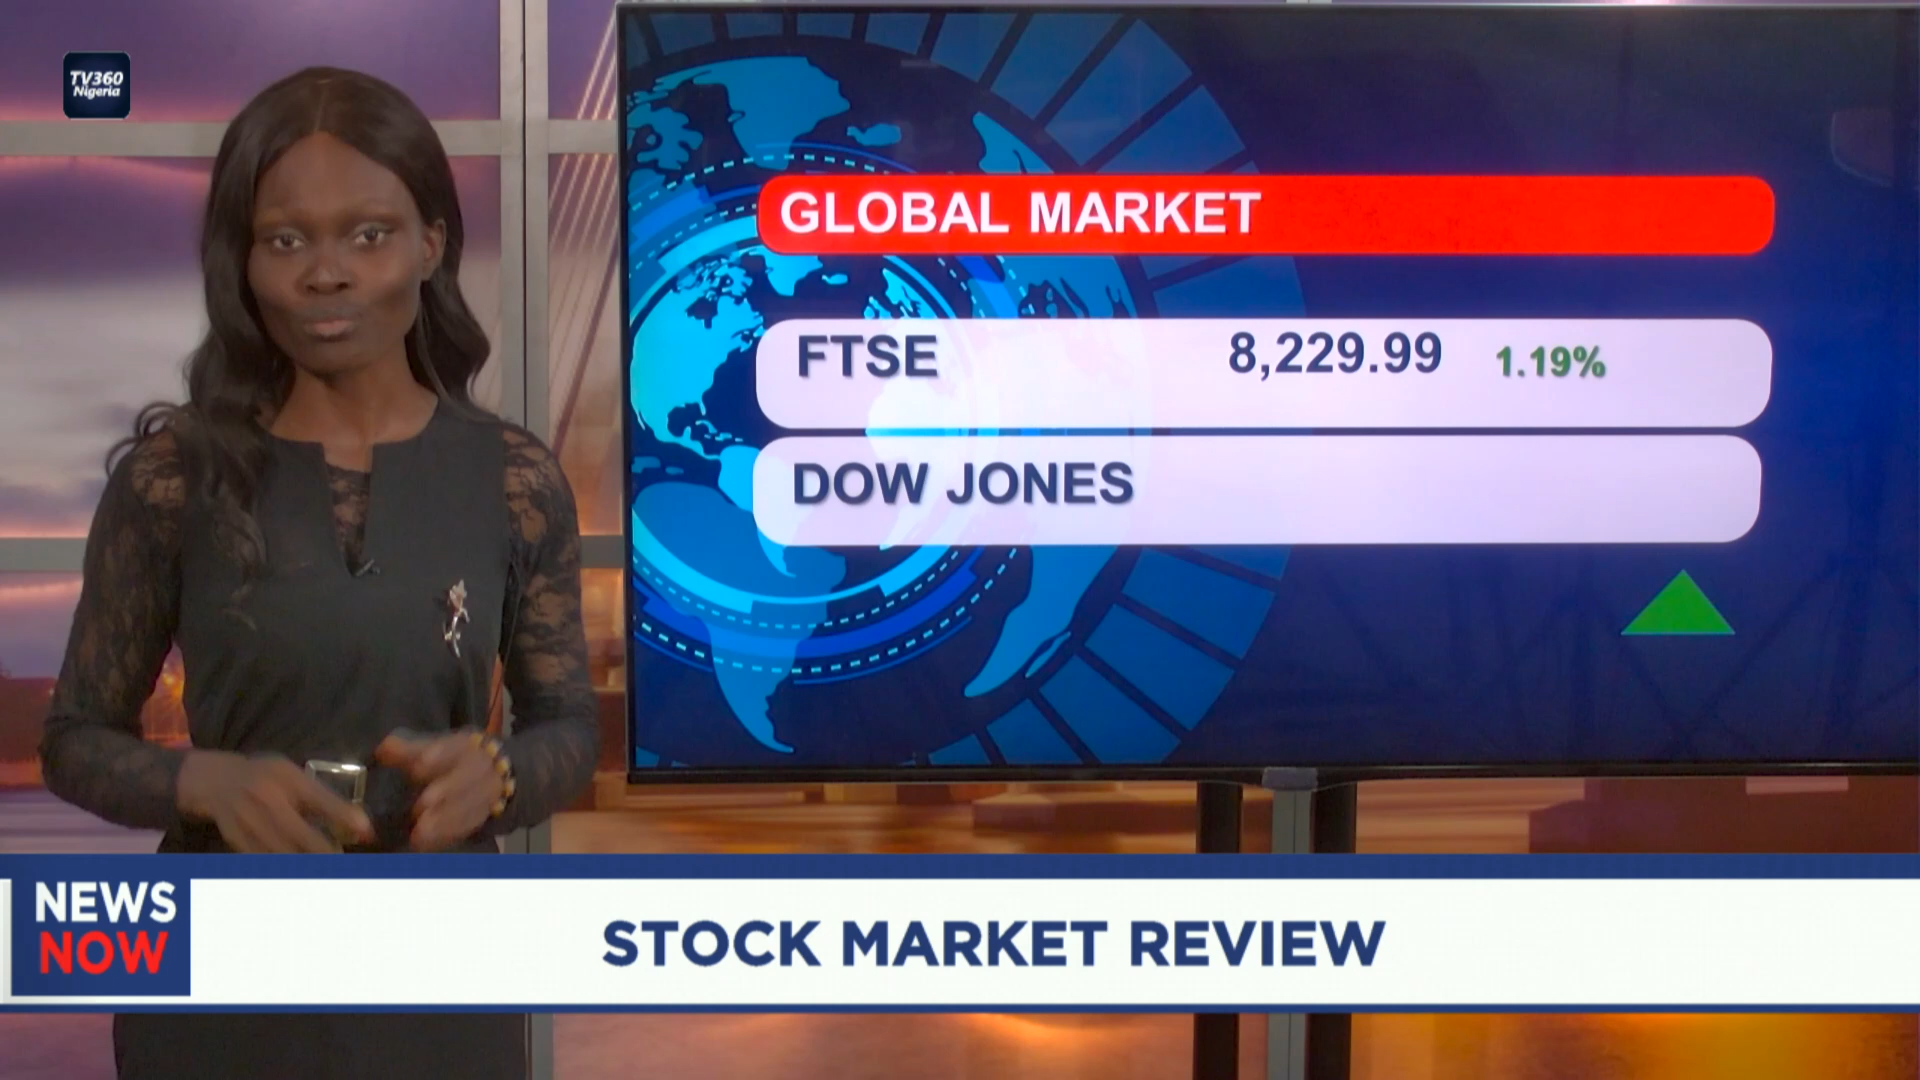 TV360
Nigeria
GLOBAL MARKET
FTSE 8,229.99 1.19%
DOW JONES
NEWS
NOW
STOCK MARKET REVIEW